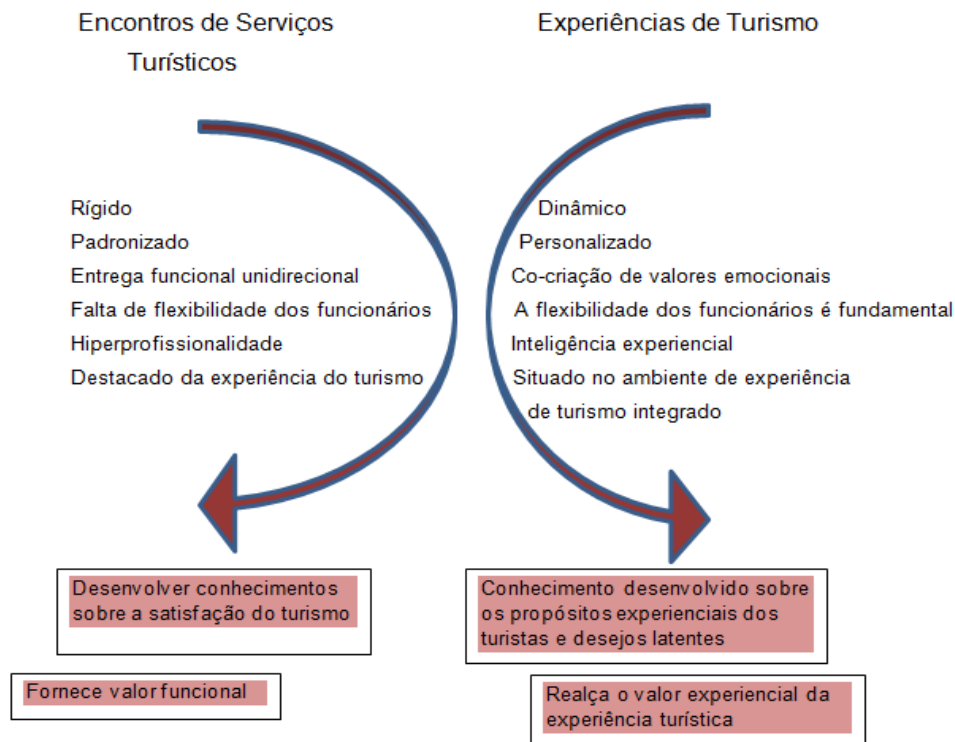 Encontros de Serviços
Turísticos
Rígido
Padronizado
Entrega funcional unidirecional
Falta de flexibilidade dos funcionários
Hiperprofissionalidade
Destacado da experiência do turismo
Desenvolver conhecimentos
sobre a satisfação do turismo
Fornece valor funcional
Experiências de Turismo
Dinâmico
Personalizado
Co-criação de valores emocionais
A flexibilidade dos funcionários é fundamental
Inteligência experiencial
Situado no ambiente de experiência
de turismo integrado
Conhecimento desenvolvido sobre
os propósitos experienciais dos
turistas e desejos latentes
Realça o valor experiencial da
experiência turística